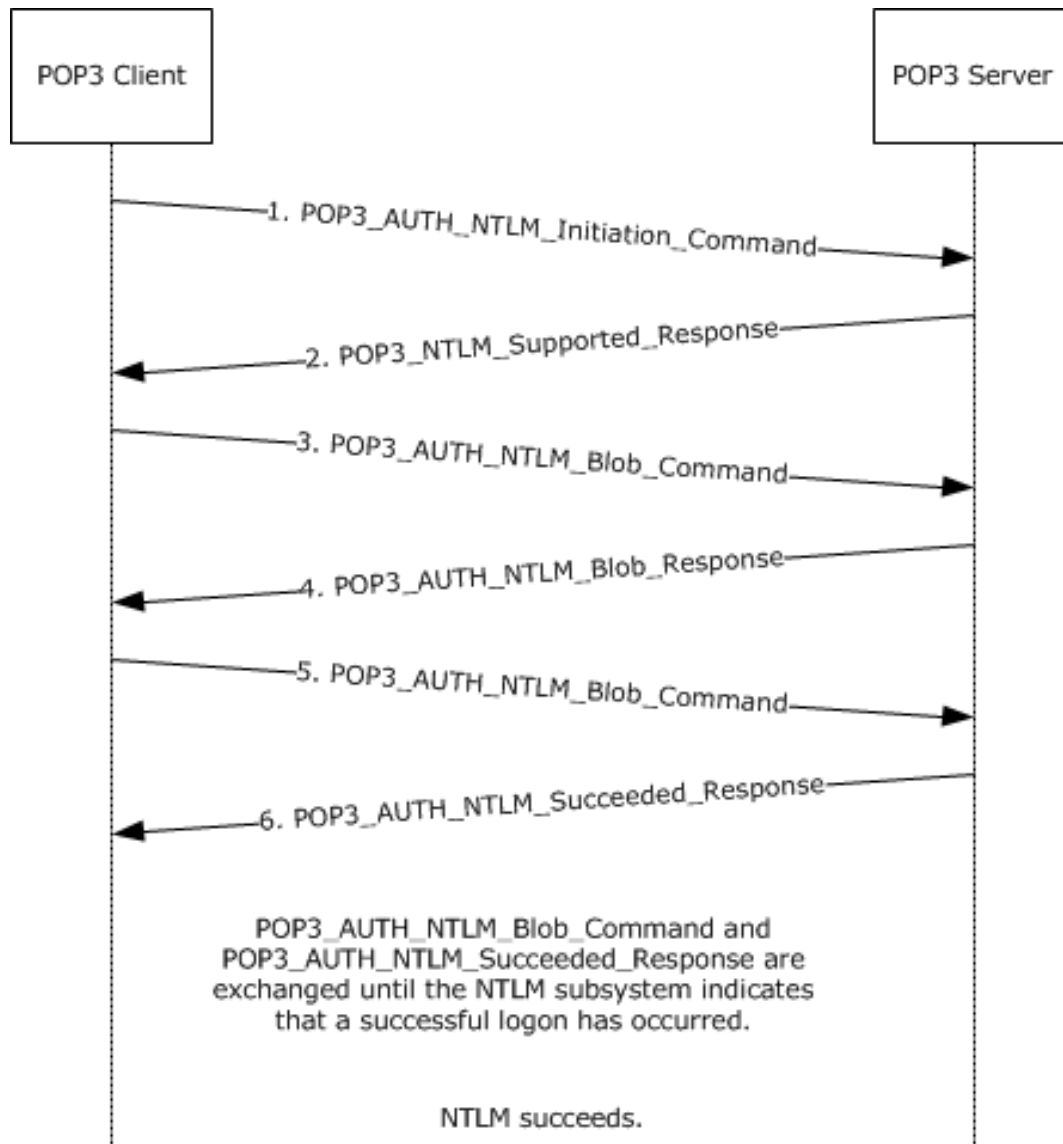 POP3 Client
POP3 Server
1. POP3_AUTH_NTLM_Initiation_Command
2. POP3_NTLM_Supported_Response
3. POP3_AUTH_NTLM_Blob_Command
4. POP3_AUTH_NTLM_Blob_Response
5. POP3_AUTH_NTLM_Blob_Command
6. POP3_AUTH_NTLM_Succeeded_Response
POP3_AUTH_NTLM_Blob_Command and
POP3_AUTH_NTLM_Succeeded_Response are
exchanged until the NTLM subsystem indicates
that a successful logon has occurred.
NTLM succeeds.